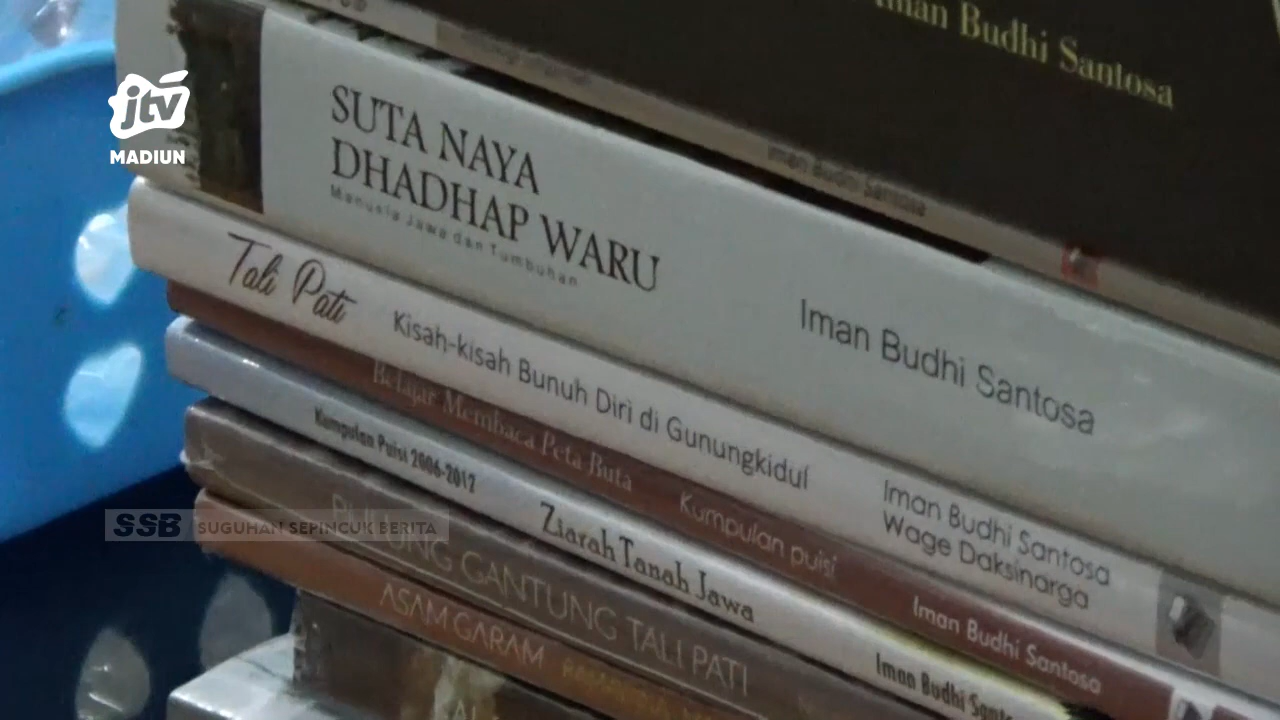 Iman Budhi Santosa
Iman Budhi Santosa
jtv
MADIUN
SUTA NAYA
DHADHAP WARU
Manusia Jawa dan Tumbuhan
Iman Budhi Santosa
Tali Pati
Kisah-kisah Bunuh Diri di Gunungkidul
Iman Budhi Santosa
Wage Daksinarga
Belajar Membaca Peta Buta
Kumpulan puisi
Iman Budhi Santosa
Kumpulan Puisi 2006-2012
Ziarah Tanah Jawa
Iman Budhi Santosa
PULUNG GANTUNG TALI PATI
SSB SUGUHAN SEPINCUK BERITA
ASAM GARAM